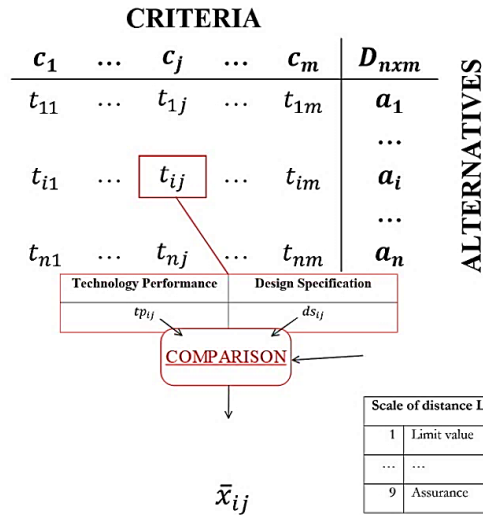 CRITERIA
c₁ ... cⱼ ... cₘ Dₙₓₘ
t₁₁ ... t₁ⱼ ... t₁ₘ a₁
...
tᵢ₁ ... tᵢⱼ ... tᵢₘ aᵢ
...
tₙ₁ ... tₙⱼ ... tₙₘ aₙ
ALTERNATIVES
Technology Performance Design Specification
tpᵢⱼ dsᵢⱼ
COMPARISON
Scale of distance L
1 Limit value
... ...
9 Assurance
x̄ᵢⱼ